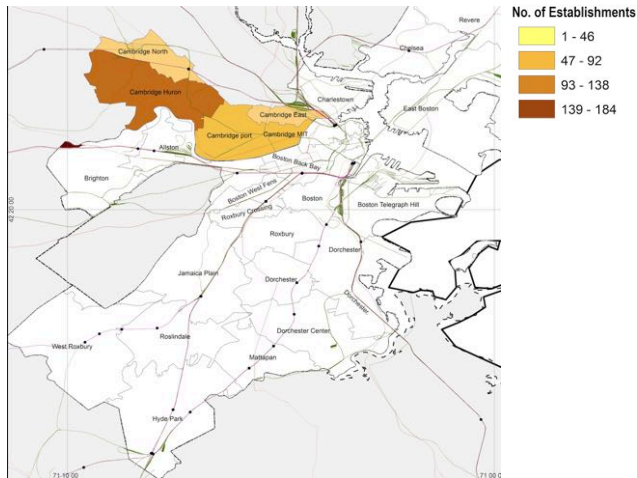 No. of Establishments
1 - 46
47 - 92
93 - 138
139 - 184
Revere
Chelsea
Cambridge North
Cambridge Huron
Charlestown
East Boston
Cambridge East
Cambridge port
Cambridge MIT
Allston
Boston Back Bay
Brighton
Boston West Fens
Boston
Boston Telegraph Hill
Roxbury Crossing
42 20 00
Roxbury
Dorchester
Jamaica Plain
Dorchester
Dorchester
Dorchester Center
Roslindale
West Roxbury
Mattapan
Hyde Park
71 10 00
71 00 00